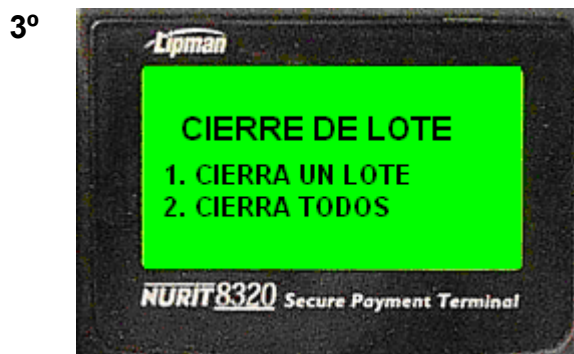 3º
Lipman
CIERRE DE LOTE
1. CIERRA UN LOTE
2. CIERRA TODOS
NURIT 8320 Secure Payment Terminal